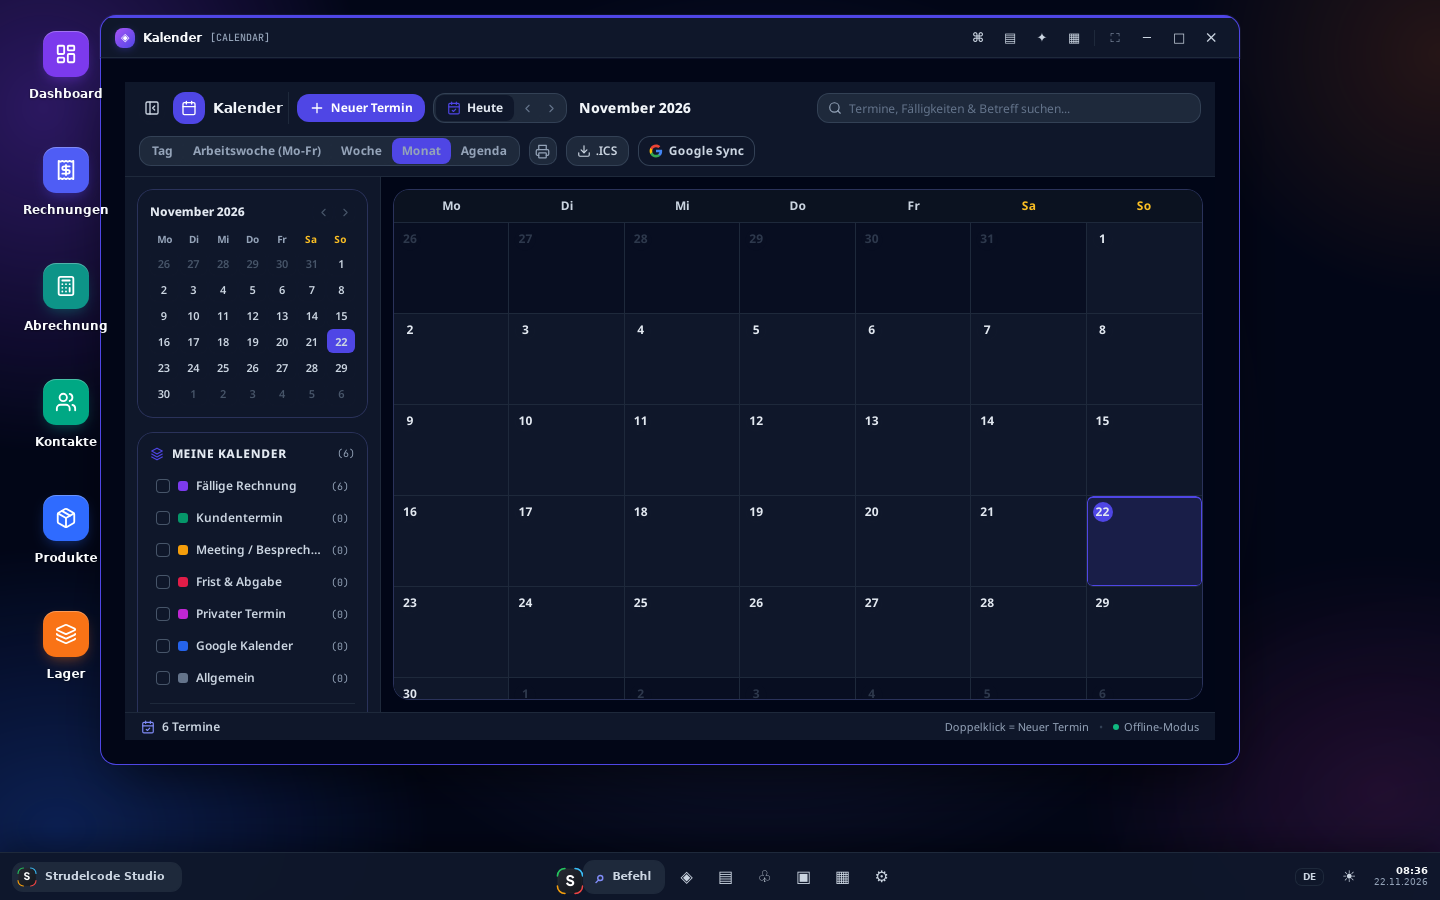 Kalender [CALENDAR]
Dashboard
Rechnungen
Abrechnung
Kontakte
Produkte
Lager
Kalender
Neuer Termin
Heute
November 2026
Termine, Fälligkeiten & Betreff suchen...
Tag Arbeitswoche (Mo-Fr) Woche Monat Agenda
.ICS
Google Sync
November 2026
Mo Di Mi Do Fr Sa So
26 27 28 29 30 31 1
2 3 4 5 6 7 8
9 10 11 12 13 14 15
16 17 18 19 20 21 22
23 24 25 26 27 28 29
30 1 2 3 4 5 6
MEINE KALENDER (6)
Fällige Rechnung (6)
Kundentermin (0)
Meeting / Besprech... (0)
Frist & Abgabe (0)
Privater Termin (0)
Google Kalender (0)
Allgemein (0)
Mo Di Mi Do Fr Sa So
26 27 28 29 30 31 1
2 3 4 5 6 7 8
9 10 11 12 13 14 15
16 17 18 19 20 21 22
23 24 25 26 27 28 29
30 1 2 3 4 5 6
6 Termine
Doppelklick = Neuer Termin · Offline-Modus
S Strudelcode Studio
S Befehl
DE
08:36
22.11.2026